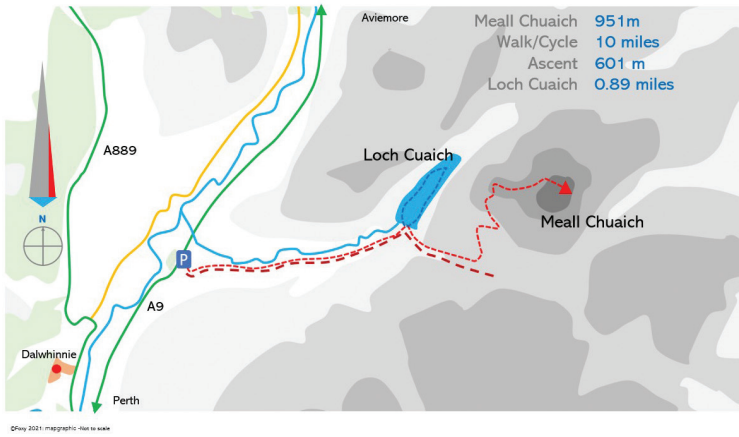 Aviemore
Meall Chuaich 951m
Walk/Cycle 10 miles
Ascent 601 m
Loch Cuaich 0.89 miles
A889
Loch Cuaich
N
Meall Chuaich
P
A9
Dalwhinnie
Perth
©Foxy 2021: mapgraphic -Not to scale